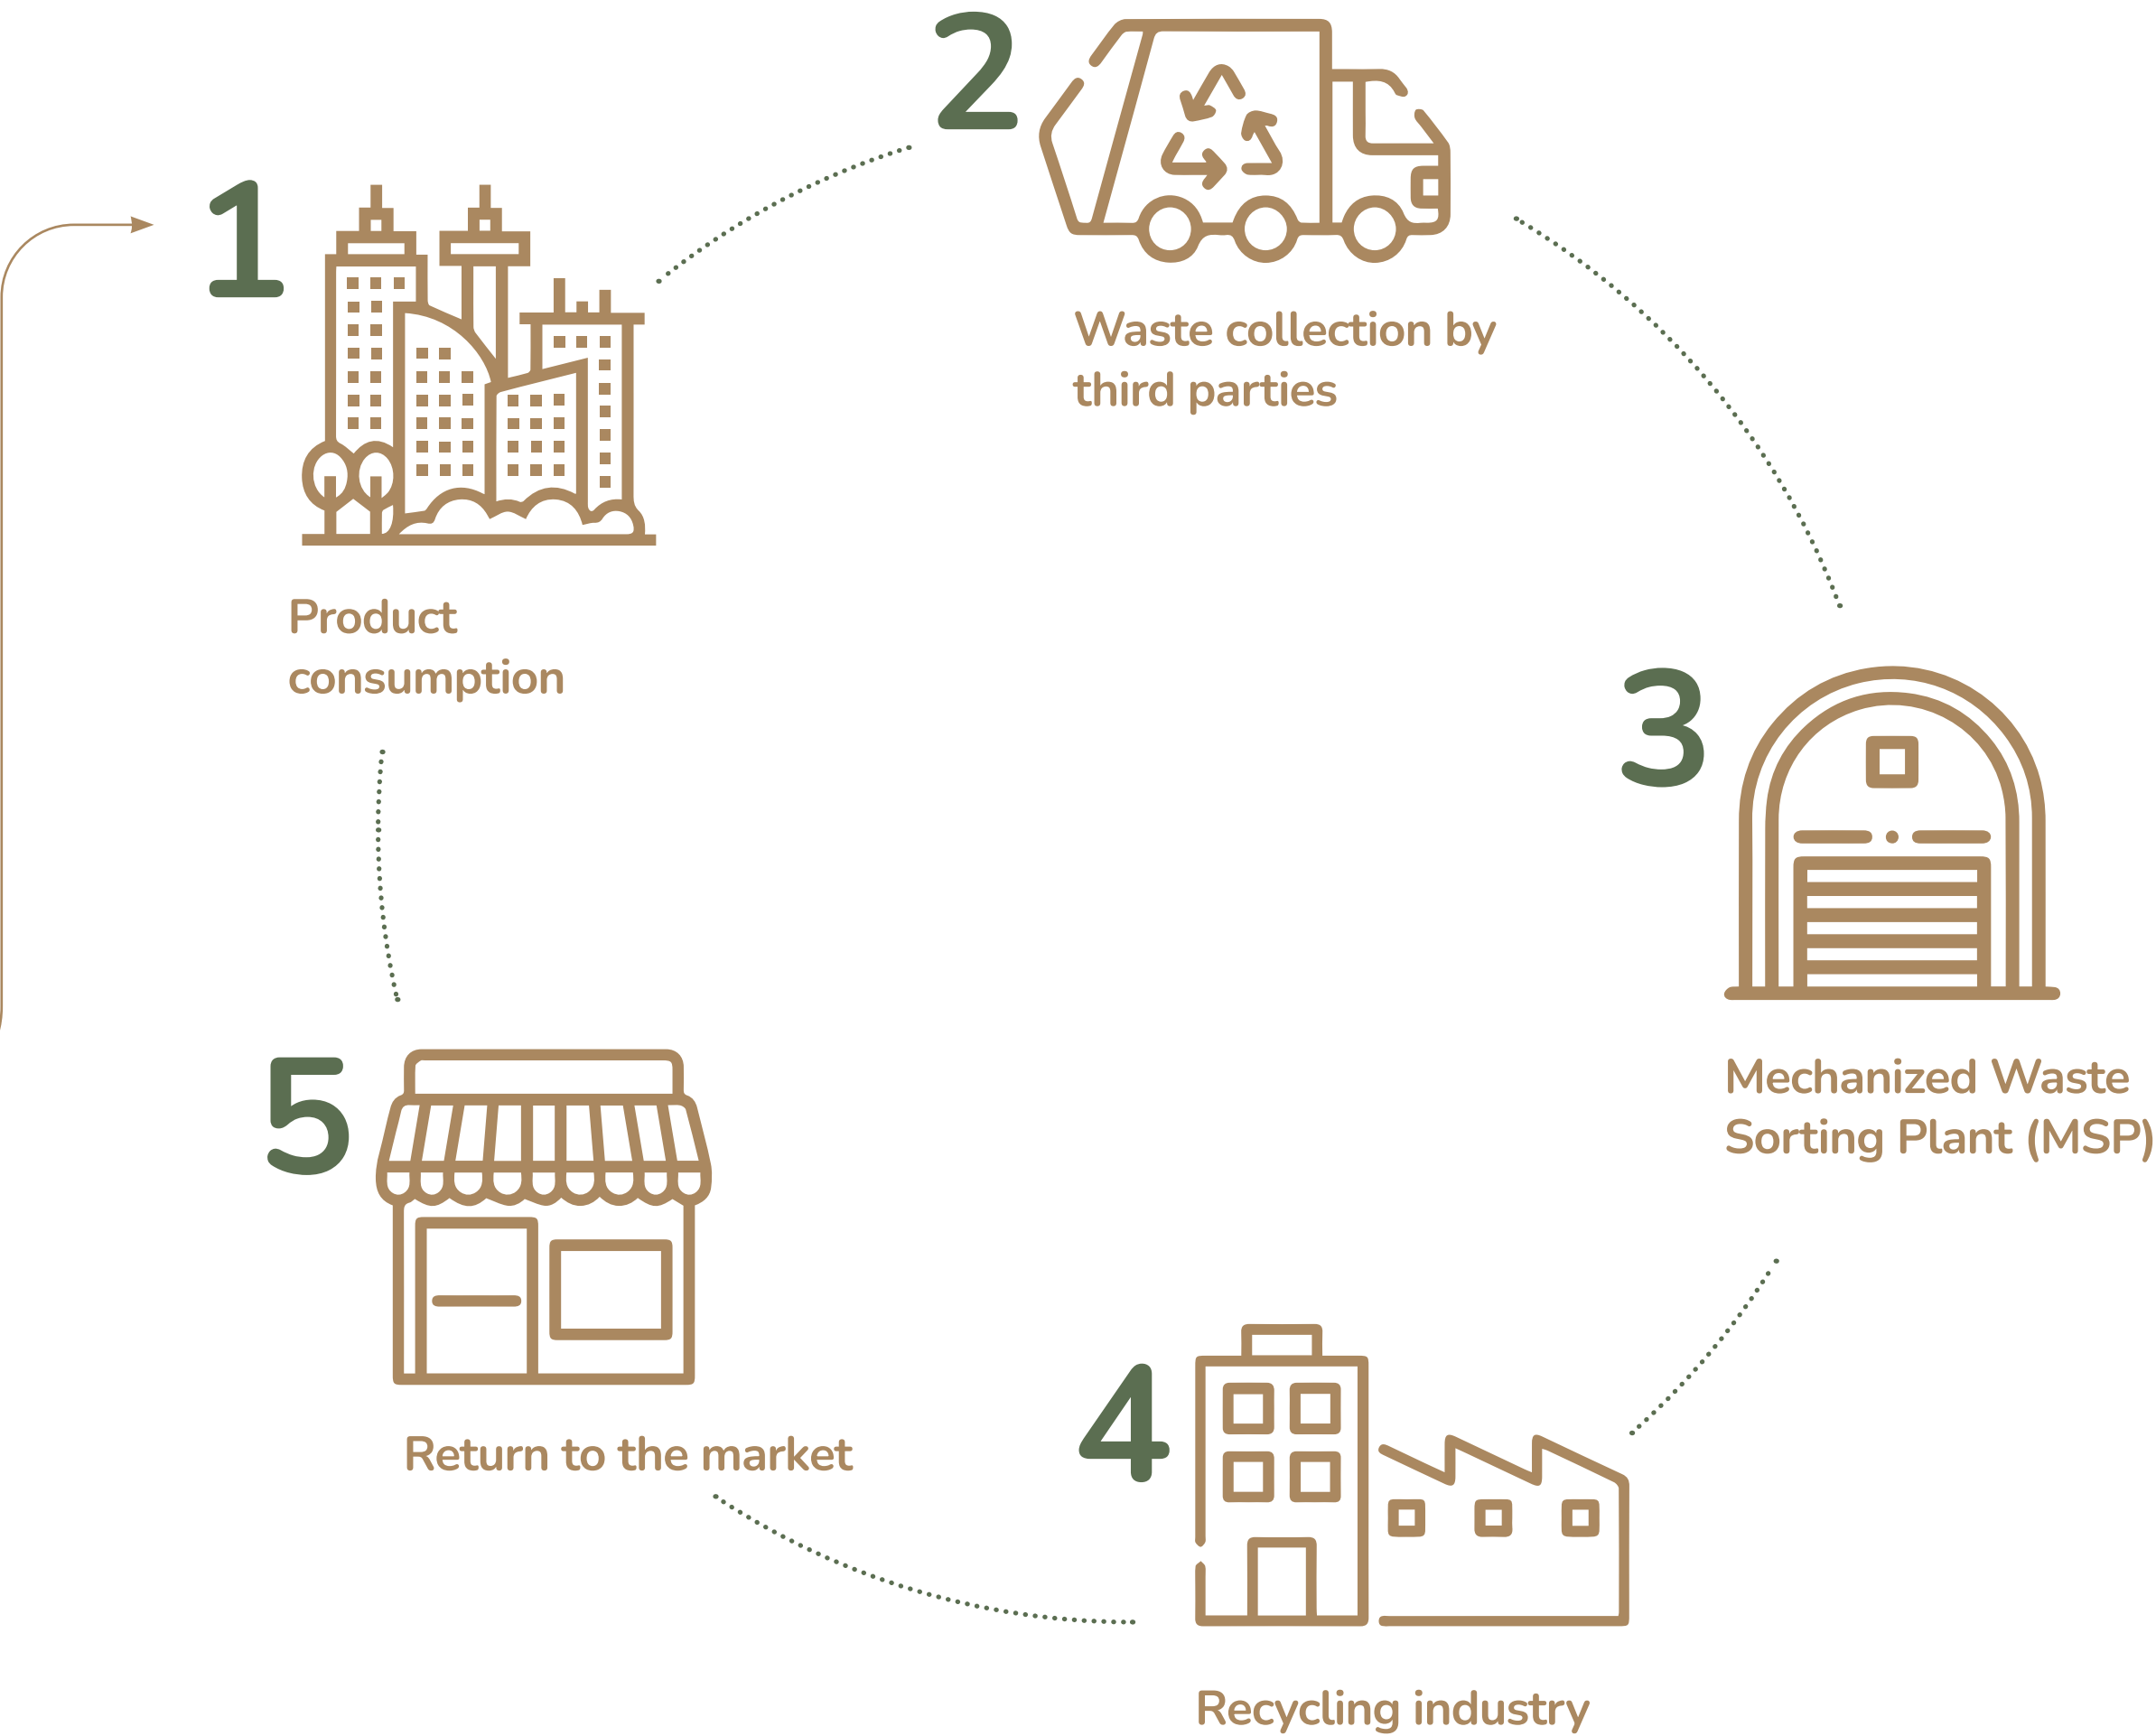 1
Product
consumption
2
Waste collection by
third parties
3
Mechanized Waste
Sorting Plant (MSP)
4
Recycling industry
5
Return to the market